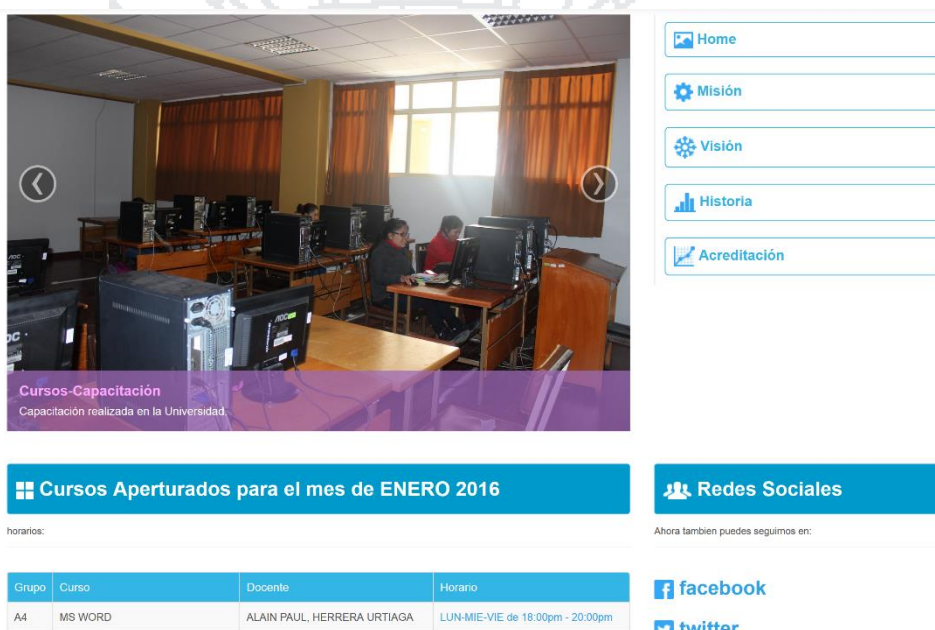 Home
Misión
Visión
Historia
Acreditación
AOC
AOC
Cursos-Capacitación
Capacitación realizada en la Universidad.
Cursos Aperturados para el mes de ENERO 2016
horarios:
Grupo Curso Docente Horario
A4 MS WORD ALAIN PAUL, HERRERA URTIAGA LUN-MIE-VIE de 18:00pm - 20:00pm
Redes Sociales
Ahora tambien puedes seguirnos en:
facebook
twitter